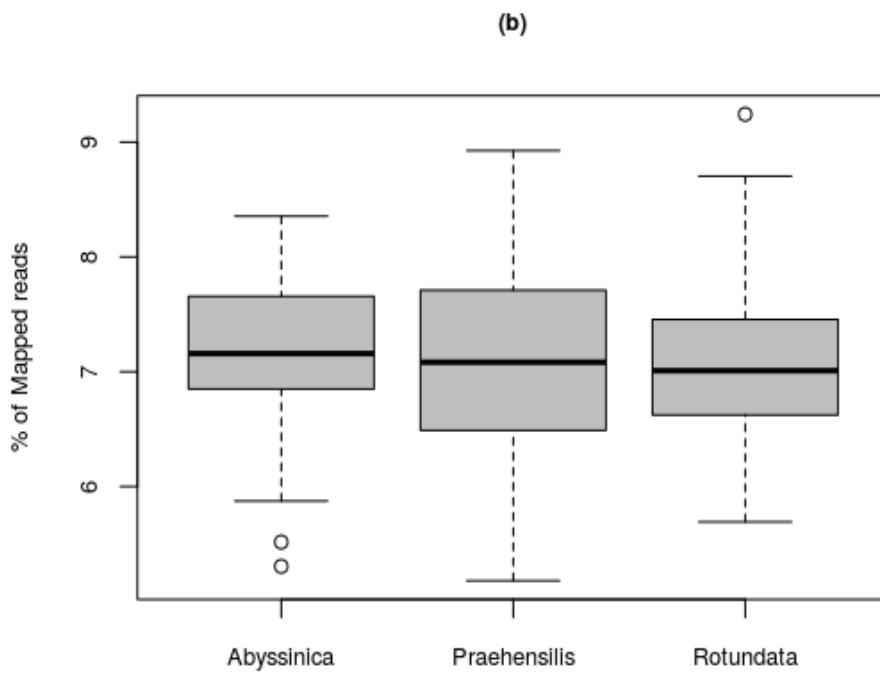 (b)
% of Mapped reads
9
8
7
6
Abyssinica
Praehensilis
Rotundata